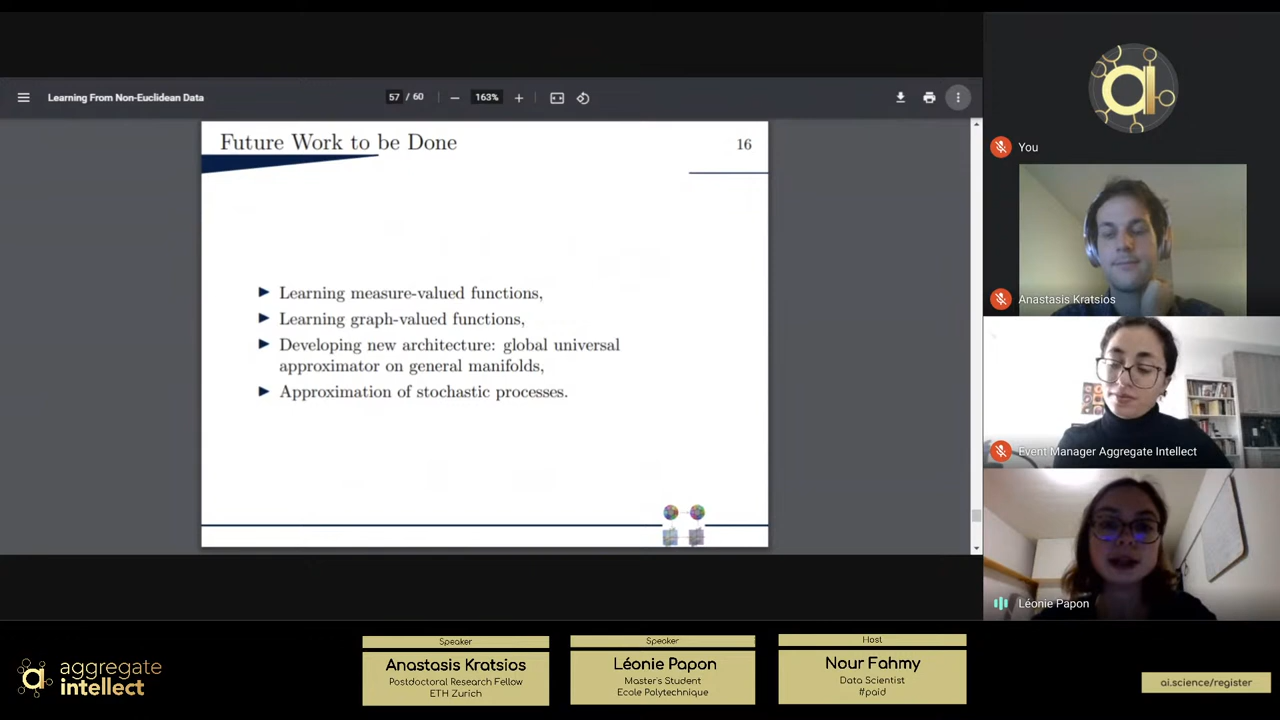 Learning From Non-Euclidean Data
57 / 60
163%
Future Work to be Done
16
Learning measure-valued functions,
Learning graph-valued functions,
Developing new architecture: global universal
approximator on general manifolds,
Approximation of stochastic processes.
You
Anastasis Kratsios
Event Manager Aggregate Intellect
Léonie Papon
aggregate
intellect
Speaker
Anastasis Kratsios
Postdoctoral Research Fellow
ETH Zurich
Speaker
Léonie Papon
Master's Student
Ecole Polytechnique
Host
Nour Fahmy
Data Scientist
#paid
ai.science/register